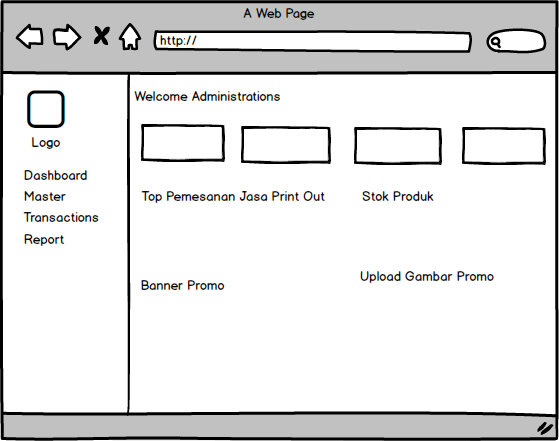 A Web Page
http://
Logo
Dashboard
Master
Transactions
Report
Welcome Administrations
Top Pemesanan Jasa Print Out
Stok Produk
Banner Promo
Upload Gambar Promo